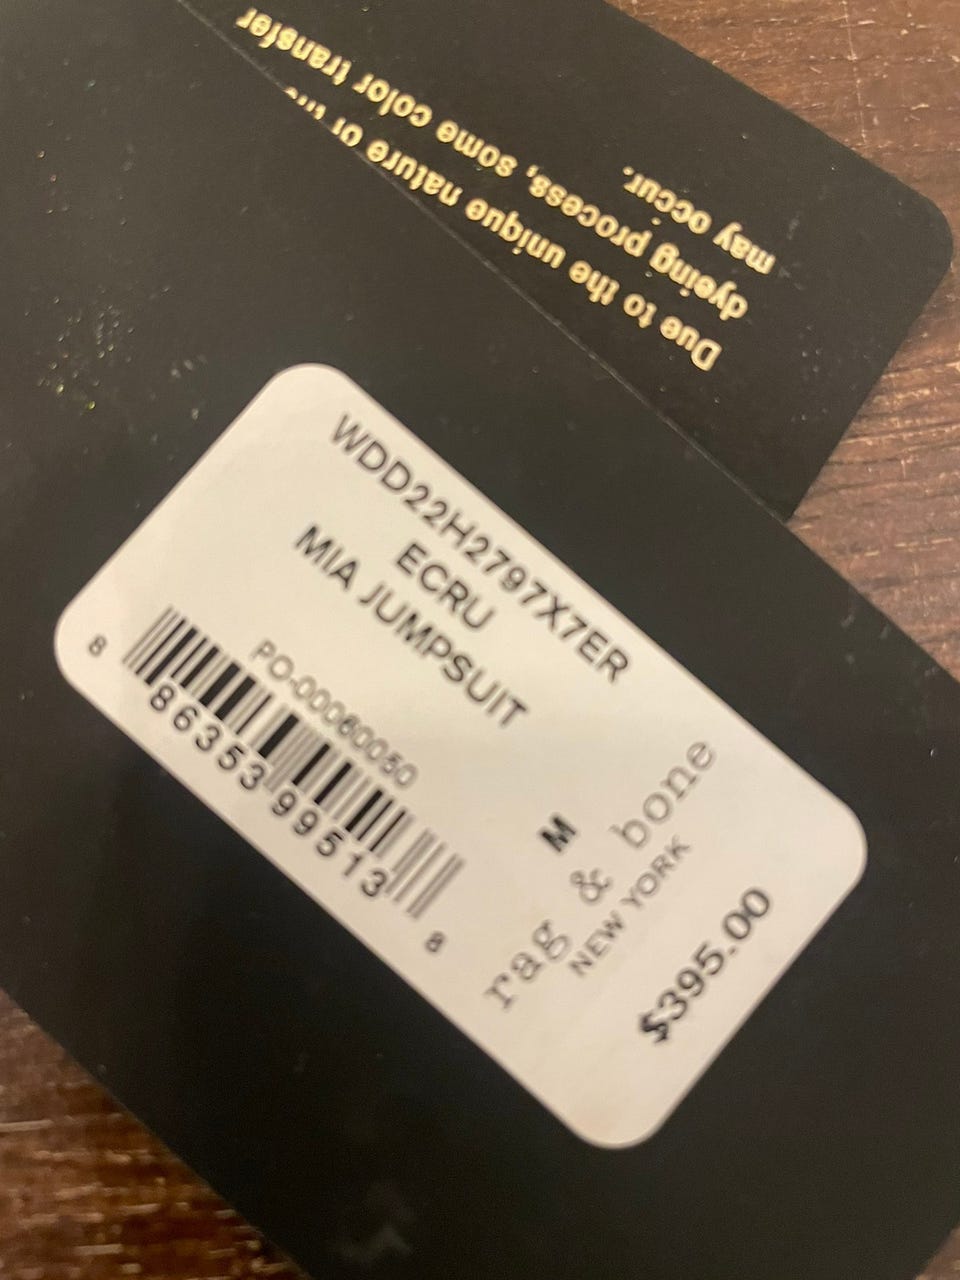 Due to the unique nature of the
dyeing process, some color transfer
may occur.
WDD22H2797X7ER
ECRU
MIA JUMPSUIT
PO-00060050
8 86353 99513 8
M
rag & bone
NEW YORK
$395.00